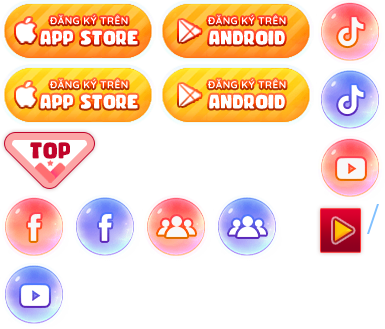 ĐĂNG KÝ TRÊN
APP STORE
ĐĂNG KÝ TRÊN
ANDROID
ĐĂNG KÝ TRÊN
APP STORE
ĐĂNG KÝ TRÊN
ANDROID
TOP